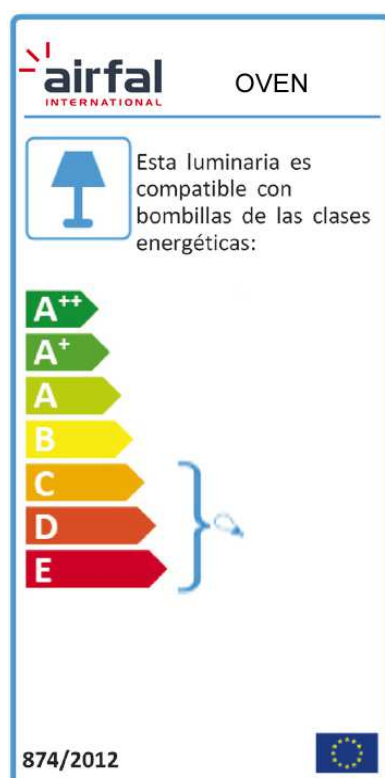 airfal
INTERNATIONAL
OVEN
Esta luminaria es
compatible con
bombillas de las clases
energéticas:
A++
A+
A
B
C
D
E
874/2012